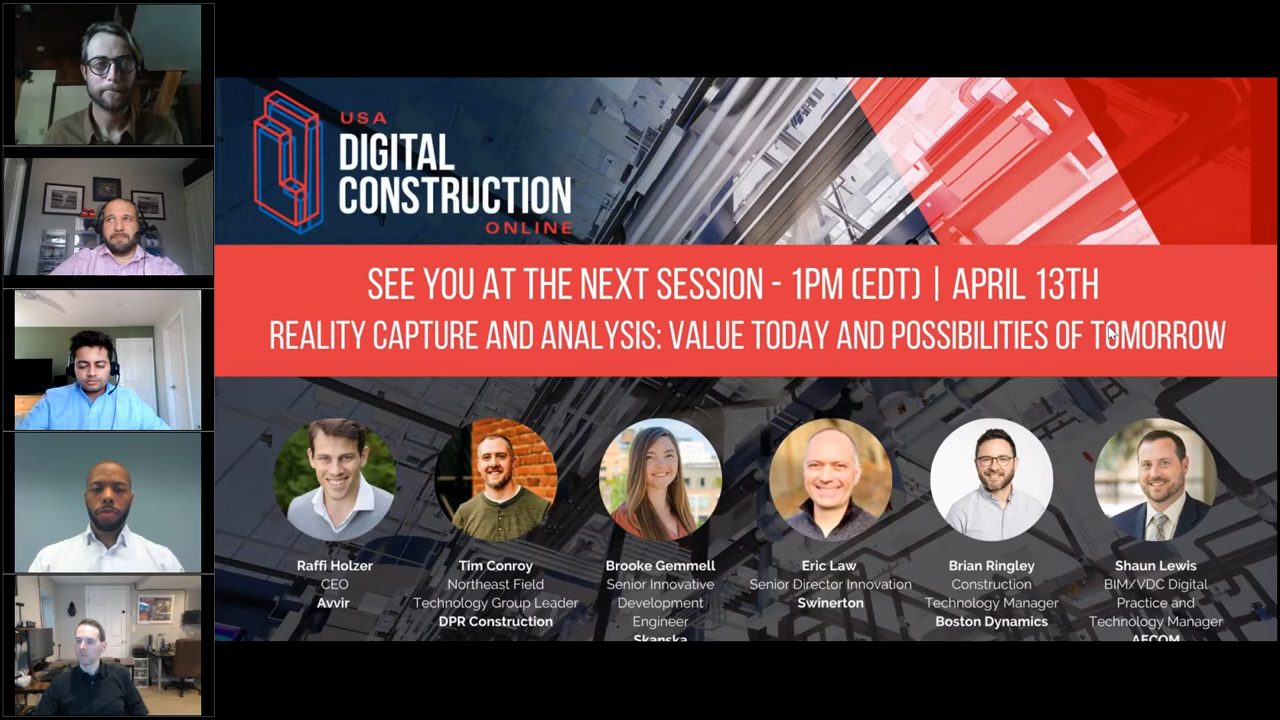 USA
DIGITAL
CONSTRUCTION
ONLINE
SEE YOU AT THE NEXT SESSION - 1PM (EDT) | APRIL 13TH
REALITY CAPTURE AND ANALYSIS: VALUE TODAY AND POSSIBILITIES OF TOMORROW
Raffi Holzer
CEO
Avvir
Tim Conroy
Northeast Field
Technology Group Leader
DPR Construction
Brooke Gemmell
Senior Innovative
Development
Engineer
Skanska
Eric Law
Senior Director Innovation
Swinerton
Brian Ringley
Construction
Technology Manager
Boston Dynamics
Shaun Lewis
BIM/VDC Digital
Practice and
Technology Manager
AECOM